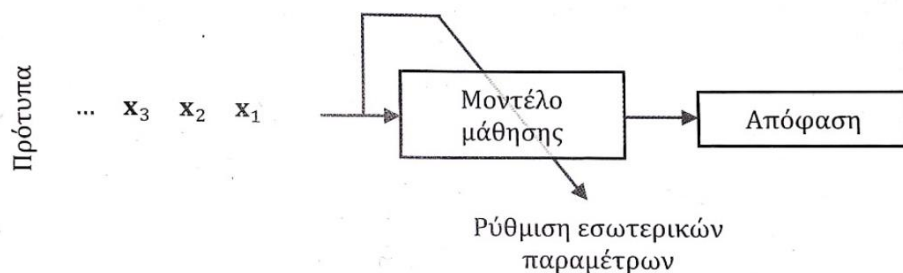 Πρότυπα
... x₃ x₂ x₁
Μοντέλο
μάθησης
Απόφαση
Ρύθμιση εσωτερικών
παραμέτρων